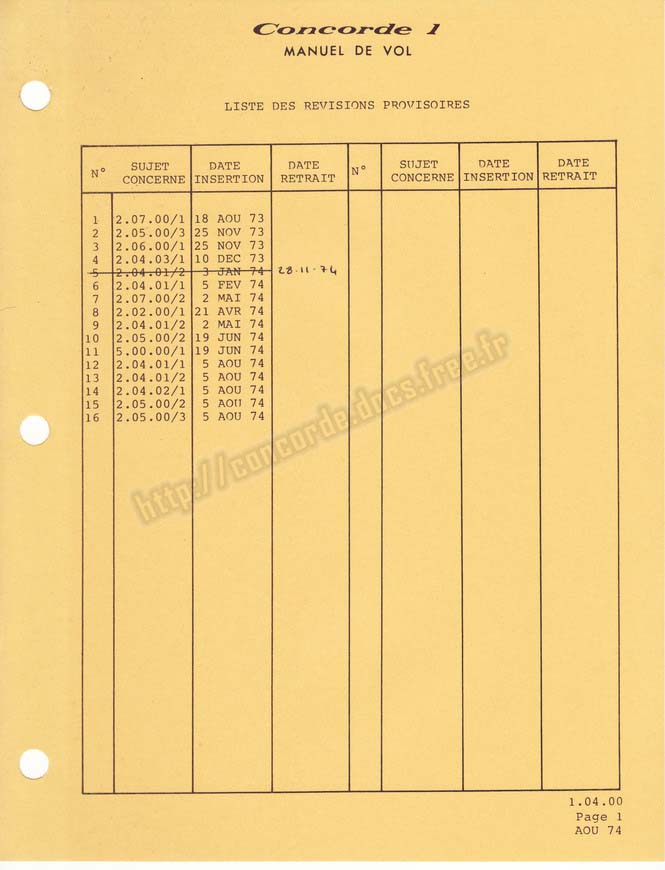 Concorde 1
MANUEL DE VOL
LISTE DES REVISIONS PROVISOIRES
N° SUJET CONCERNE DATE INSERTION DATE RETRAIT N° SUJET CONCERNE DATE INSERTION DATE RETRAIT
1 2.07.00/1 18 AOU 73
2 2.05.00/3 25 NOV 73
3 2.06.00/1 25 NOV 73
4 2.04.03/1 10 DEC 73
5 2.04.01/2 3 JAN 74 28-11-74
6 2.04.01/1 5 FEV 74
7 2.07.00/2 2 MAI 74
8 2.02.00/1 21 AVR 74
9 2.04.01/2 2 MAI 74
10 2.05.00/2 19 JUN 74
11 5.00.00/1 19 JUN 74
12 2.04.01/1 5 AOU 74
13 2.04.01/2 5 AOU 74
14 2.04.02/1 5 AOU 74
15 2.05.00/2 5 AOU 74
16 2.05.00/3 5 AOU 74
http://concorde.docs.free.fr
1.04.00
Page 1
AOU 74